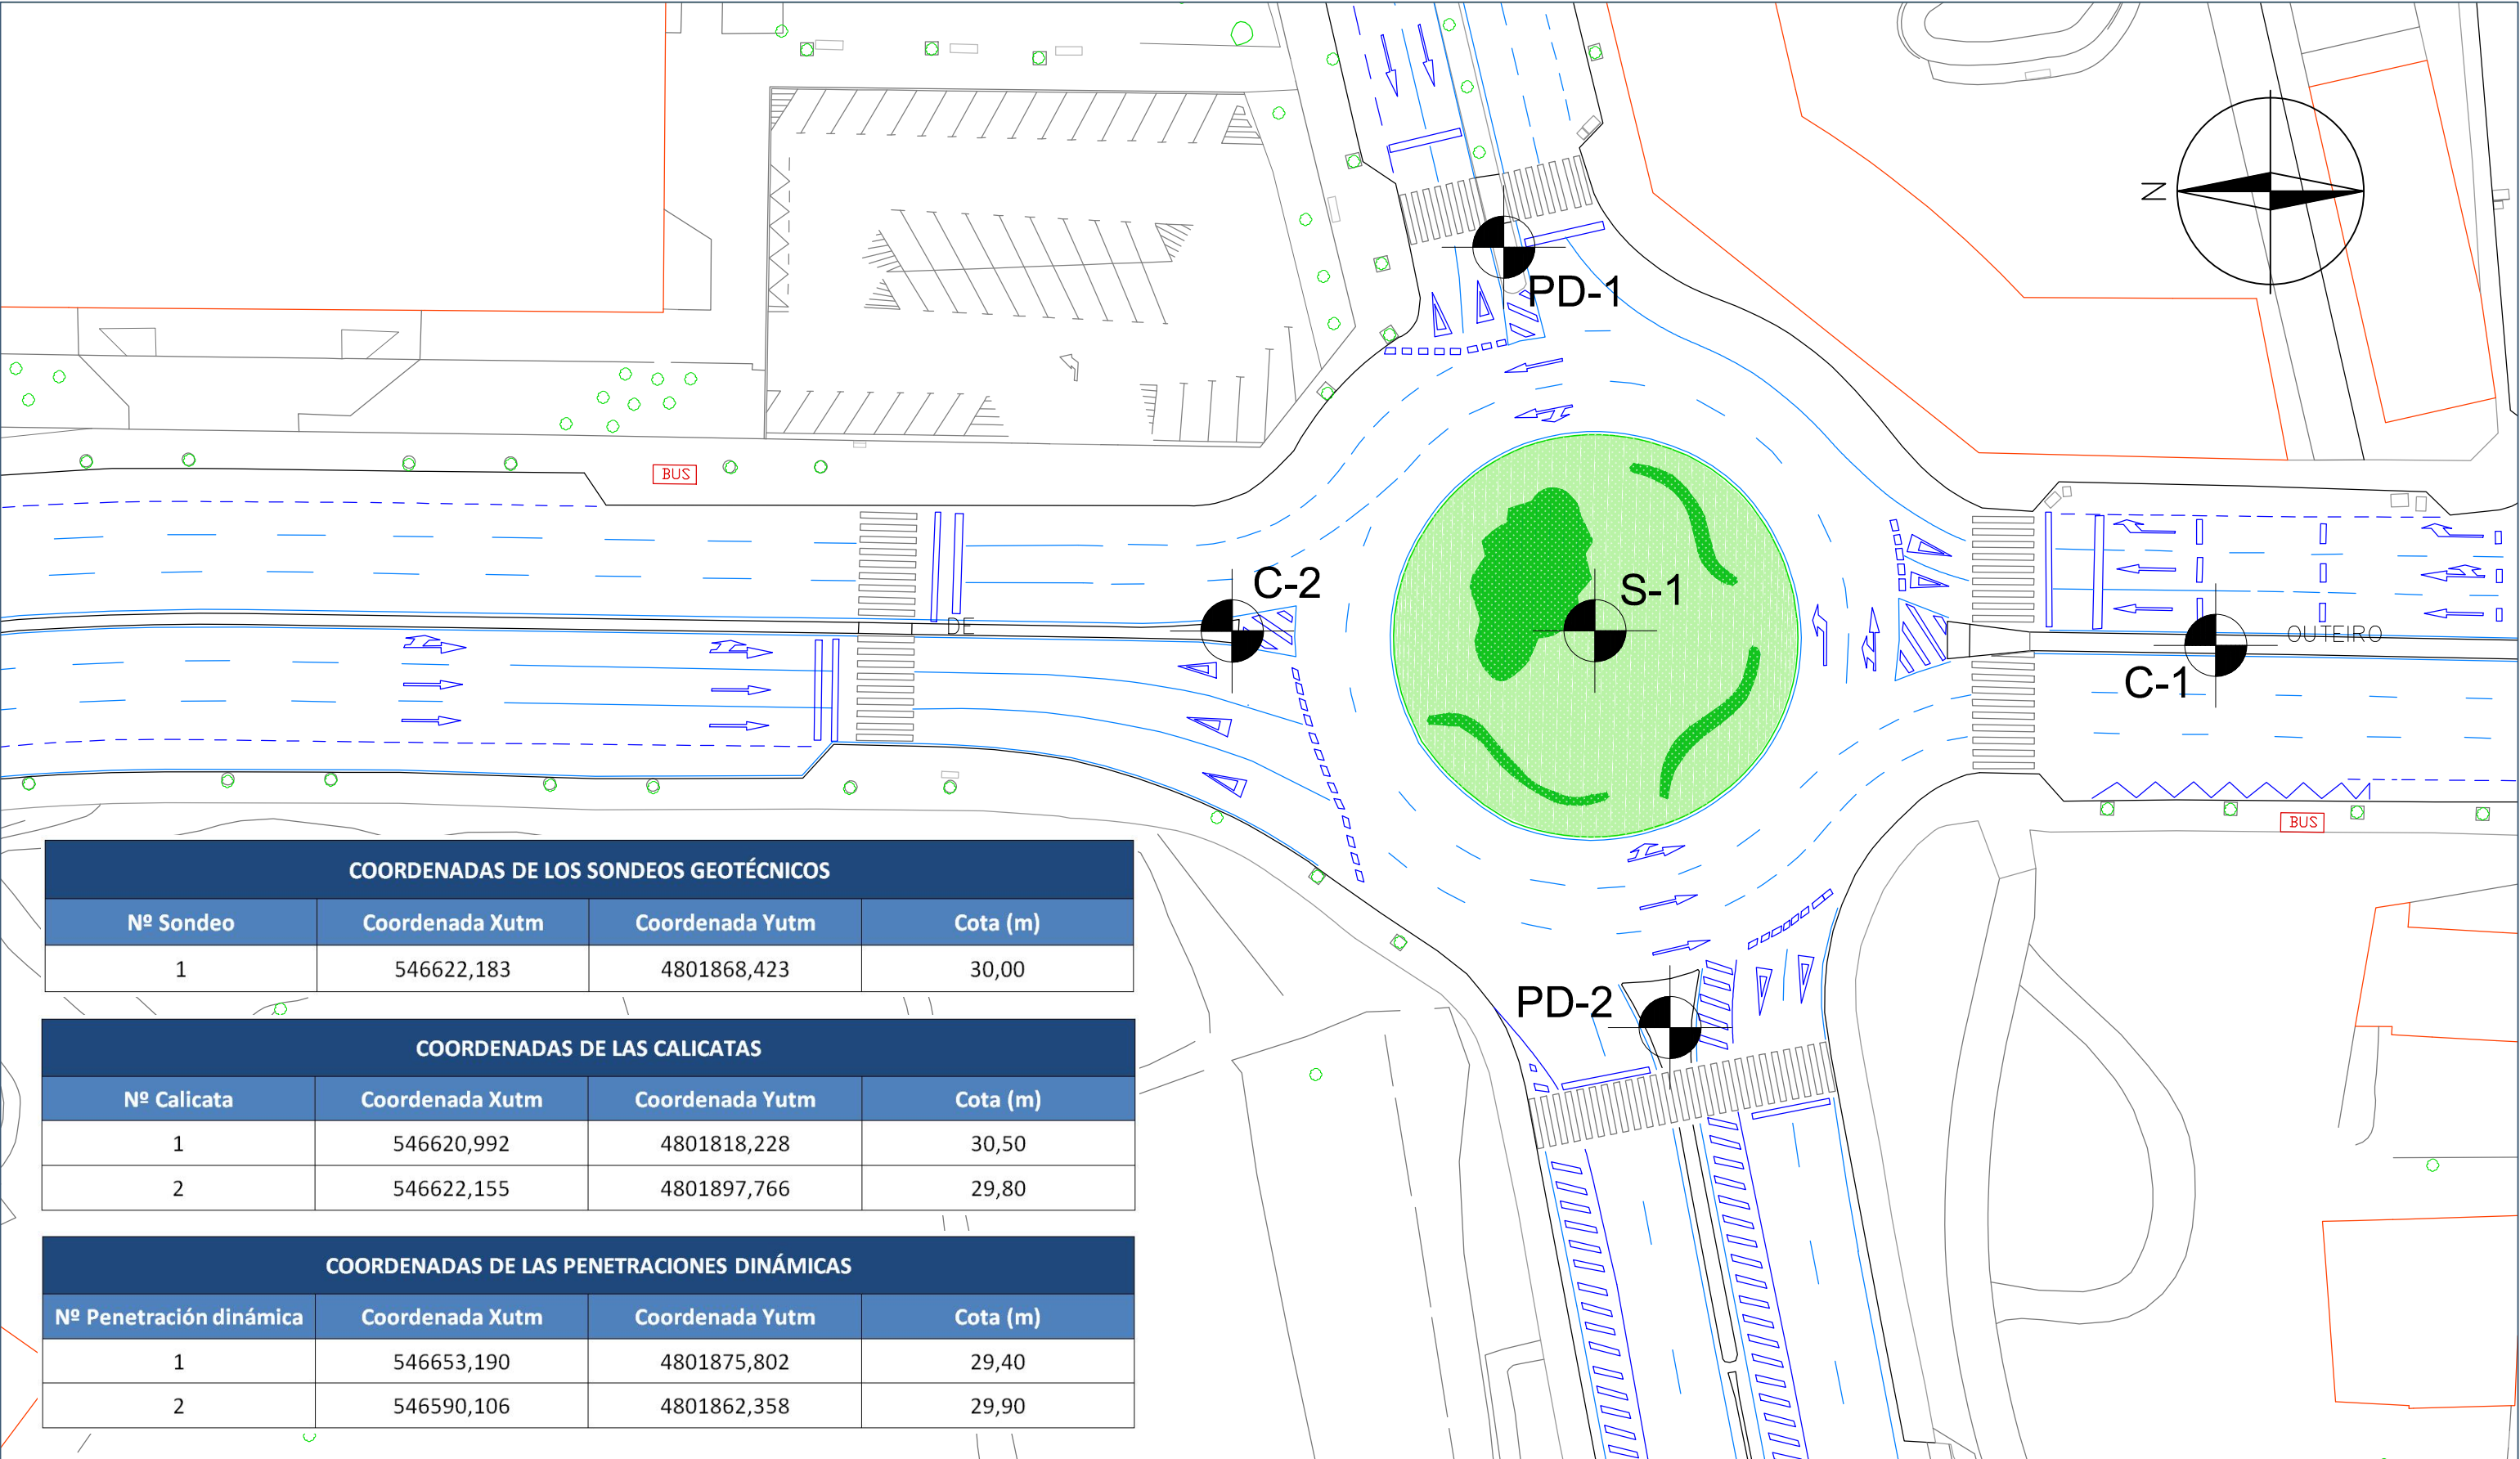 N
PD-1
BUS
C-2
S-1
DE
OUTEIRO
C-1
BUS
PD-2
COORDENADAS DE LOS SONDEOS GEOTÉCNICOS
Nº Sondeo Coordenada Xutm Coordenada Yutm Cota (m)
1 546622,183 4801868,423 30,00
COORDENADAS DE LAS CALICATAS
Nº Calicata Coordenada Xutm Coordenada Yutm Cota (m)
1 546620,992 4801818,228 30,50
2 546622,155 4801897,766 29,80
COORDENADAS DE LAS PENETRACIONES DINÁMICAS
Nº Penetración dinámica Coordenada Xutm Coordenada Yutm Cota (m)
1 546653,190 4801875,802 29,40
2 546590,106 4801862,358 29,90